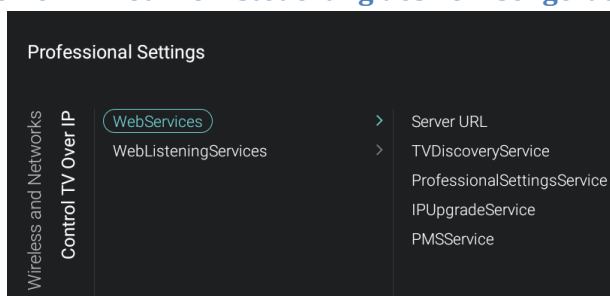 Professional Settings
Wireless and Networks
Control TV Over IP
WebServices
WebListeningServices
Server URL
TVDiscoveryService
ProfessionalSettingsService
IPUpgradeService
PMSService